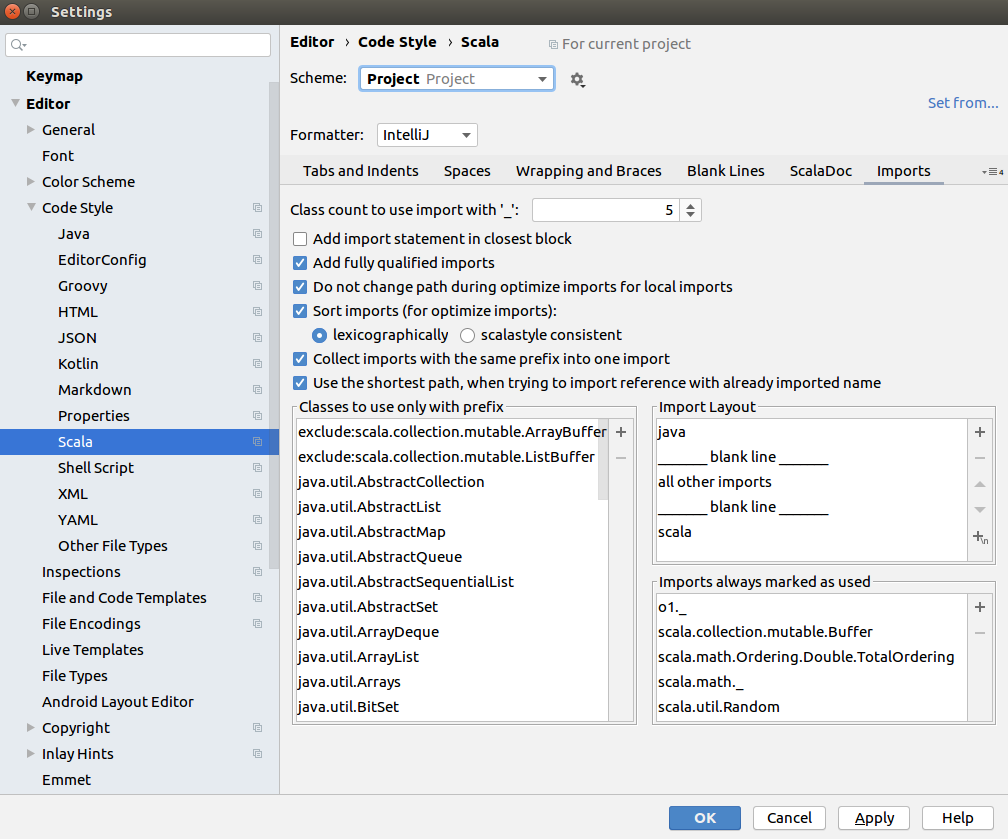 Settings
Keymap
Editor
General
Font
Color Scheme
Code Style
Java
EditorConfig
Groovy
HTML
JSON
Kotlin
Markdown
Properties
Scala
Shell Script
XML
YAML
Other File Types
Inspections
File and Code Templates
File Encodings
Live Templates
File Types
Android Layout Editor
Copyright
Inlay Hints
Emmet
Editor › Code Style › Scala
For current project
Scheme: Project Project
Set from...
Formatter: IntelliJ
Tabs and Indents Spaces Wrapping and Braces Blank Lines ScalaDoc Imports
4
Class count to use import with '_': 5
Add import statement in closest block
Add fully qualified imports
Do not change path during optimize imports for local imports
Sort imports (for optimize imports):
lexicographically scalastyle consistent
Collect imports with the same prefix into one import
Use the shortest path, when trying to import reference with already imported name
Classes to use only with prefix
exclude:scala.collection.mutable.ArrayBuffer
exclude:scala.collection.mutable.ListBuffer
java.util.AbstractCollection
java.util.AbstractList
java.util.AbstractMap
java.util.AbstractQueue
java.util.AbstractSequentialList
java.util.AbstractSet
java.util.ArrayDeque
java.util.ArrayList
java.util.Arrays
java.util.BitSet
Import Layout
java
_______ blank line _______
all other imports
_______ blank line _______
scala
Imports always marked as used
o1._
scala.collection.mutable.Buffer
scala.math.Ordering.Double.TotalOrdering
scala.math._
scala.util.Random
OK Cancel Apply Help